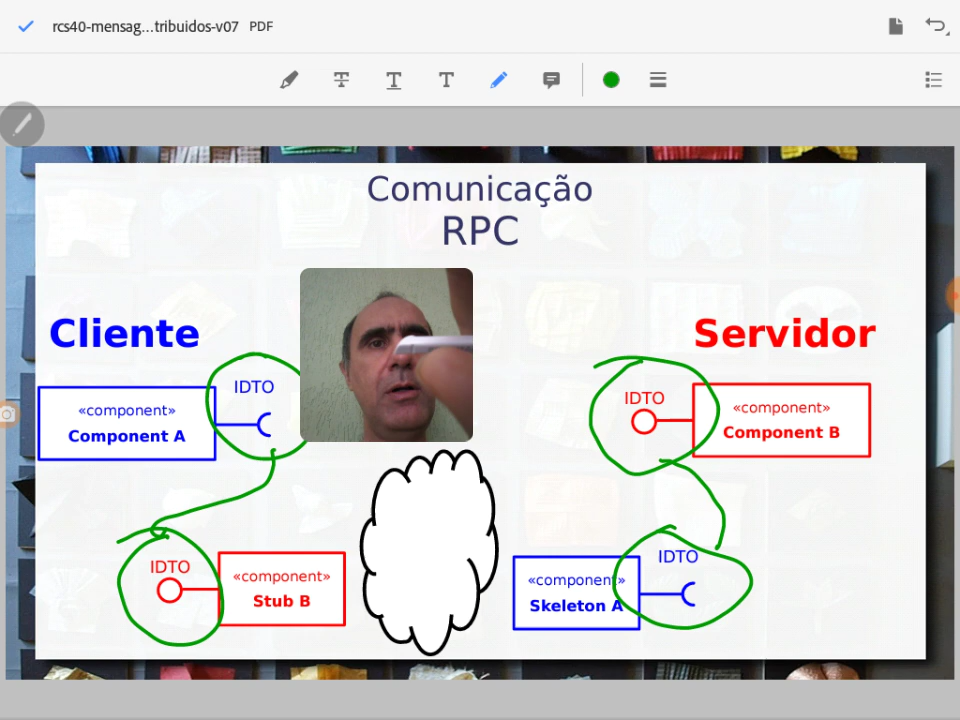 rcs40-mensag...tribuidos-v07 PDF
Comunicação
RPC
Cliente
Servidor
IDTO
«component»
Component A
IDTO
«component»
Component B
IDTO
«component»
Stub B
IDTO
«component»
Skeleton A